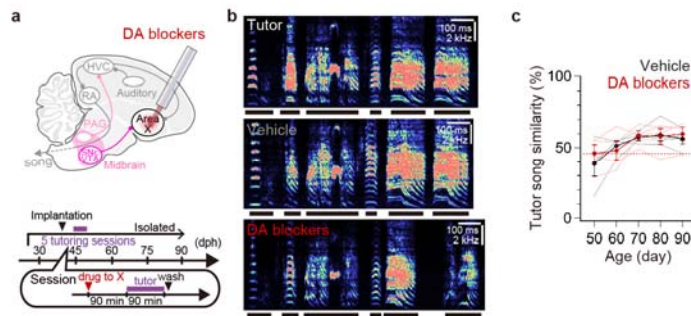 a
DA blockers
HVC
Auditory
RA
Area
X
PAG
song
Midbrain
Implantation
Isolated
5 tutoring sessions
30 45 60 75 90 (dph)
Session
drug to X tutor wash
90 min 90 min
b
Tutor
100 ms
2 kHz
Vehicle
100 ms
2 kHz
DA blockers
100 ms
2 kHz
c
Vehicle
DA blockers
Tutor song similarity (%)
100
50
0
50 60 70 80 90
Age (day)